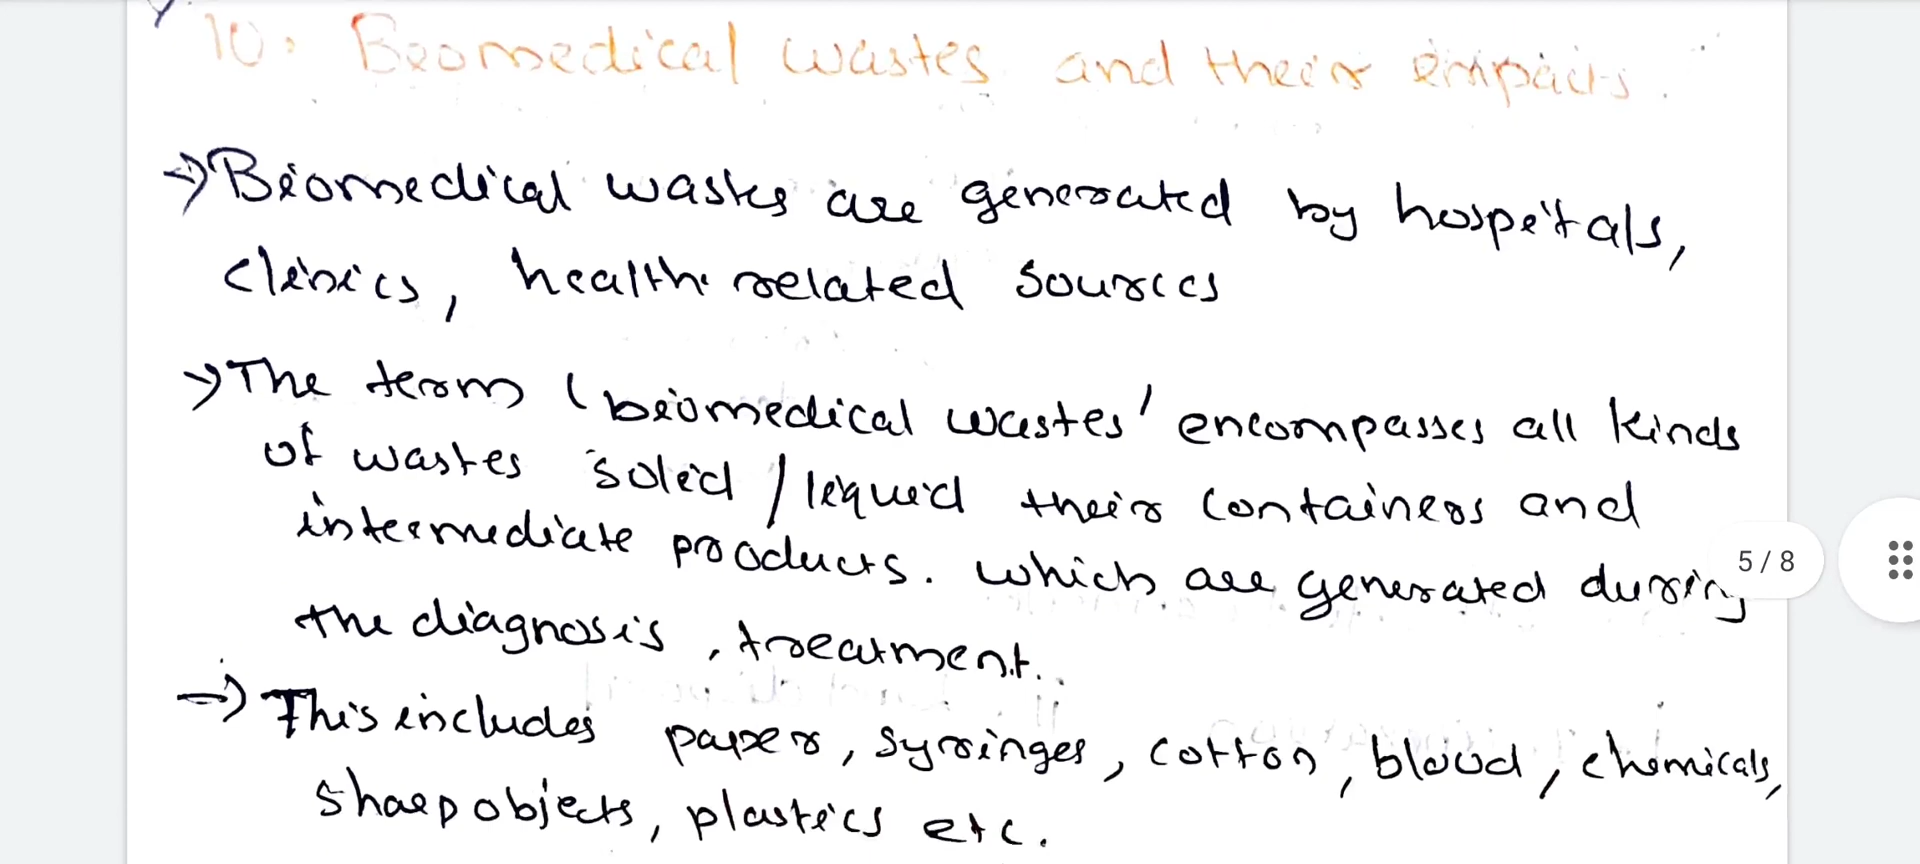 10. Biomedical wastes and their impacts.
→ Biomedical wastes are generated by hospitals,
clinics, health related sources
→ The term 'biomedical wastes' encompasses all kinds
of wastes solid / liquid their containers and
intermediate products. which are generated during
the diagnosis, treatment.
→ This includes paper, syringes, cotton, blood, chemicals,
sharp objects, plastics etc.
5 / 8